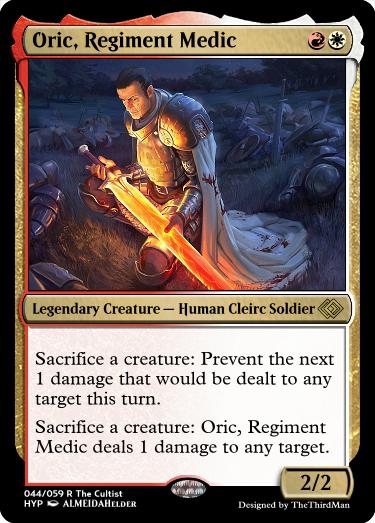 Oric, Regiment Medic
Legendary Creature — Human Cleirc Soldier
Sacrifice a creature: Prevent the next
1 damage that would be dealt to any
target this turn.
Sacrifice a creature: Oric, Regiment
Medic deals 1 damage to any target.
2/2
044/059 R The Cultist
HYP ALMEIDAHELDER
Designed by TheThirdMan